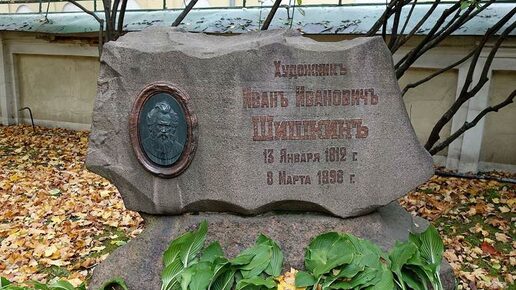 Художникъ
Иванъ Ивановичъ
Шишкинъ
13 Января 1832 г.
8 Марта 1898 г.